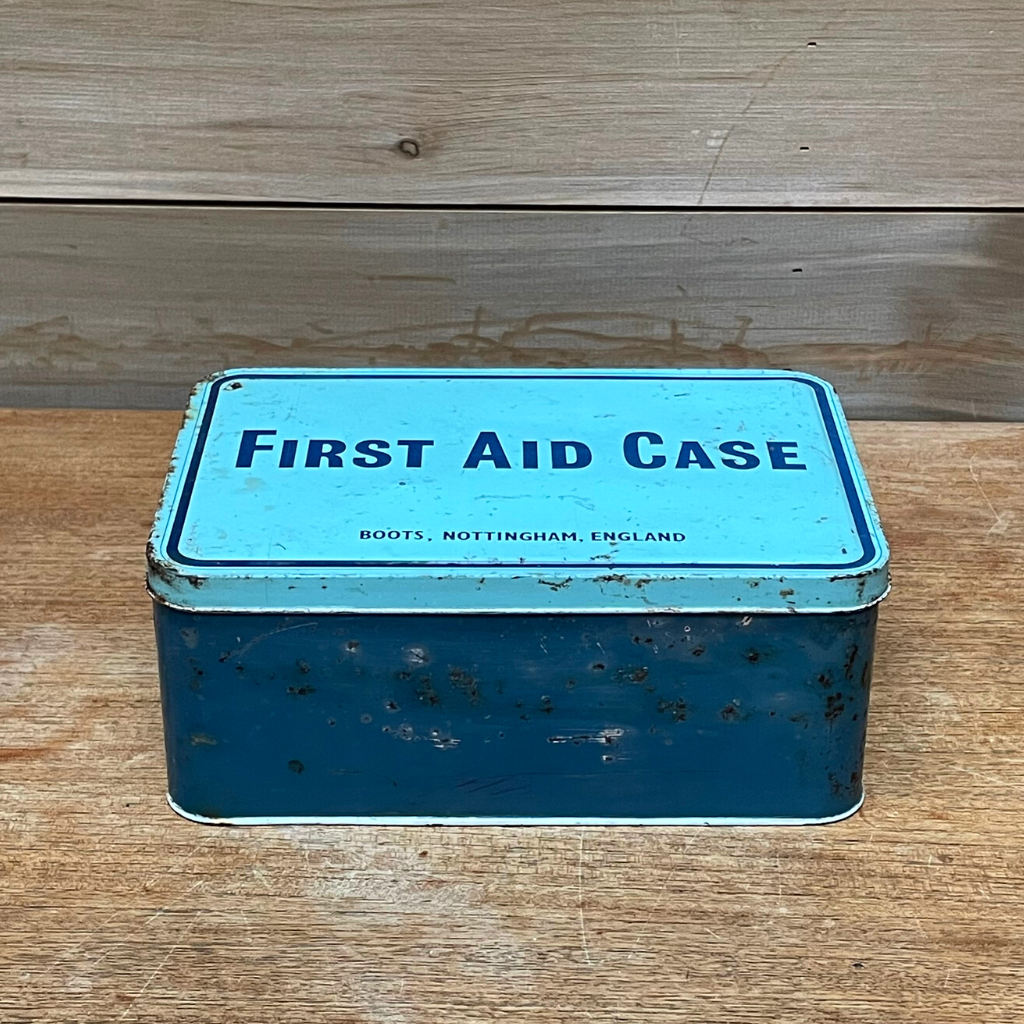 FIRST AID CASE
BOOTS, NOTTINGHAM, ENGLAND